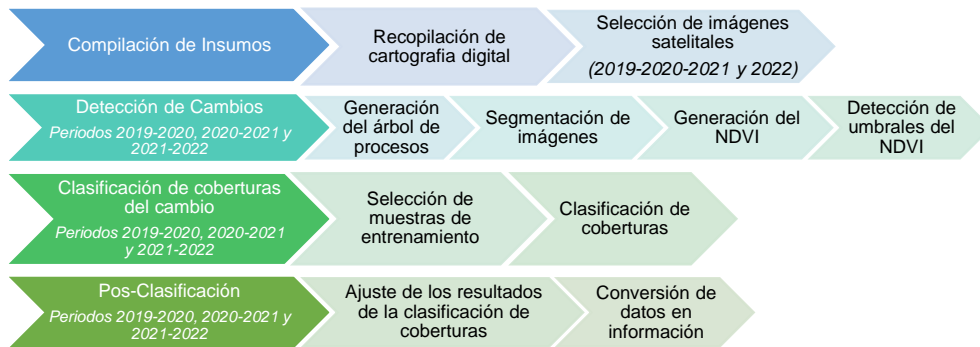 Compilación de Insumos
Recopilación de
cartografia digital
Selección de imágenes
satelitales
(2019-2020-2021 y 2022)
Detección de Cambios
Periodos 2019-2020, 2020-2021 y
2021-2022
Generación
del árbol de
procesos
Segmentación de
imágenes
Generación del
NDVI
Detección de
umbrales del
NDVI
Clasificación de coberturas
del cambio
Periodos 2019-2020, 2020-2021
y 2021-2022
Selección de
muestras de
entrenamiento
Clasificación de
coberturas
Pos-Clasificación
Periodos 2019-2020, 2020-2021 y
2021-2022
Ajuste de los resultados
de la clasificación de
coberturas
Conversión de
datos en
información